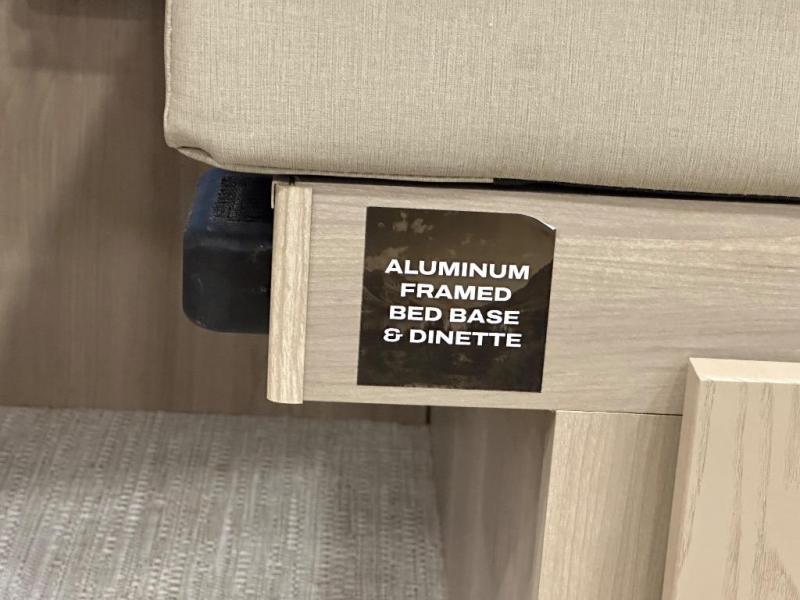 ALUMINUM
FRAMED
BED BASE
& DINETTE